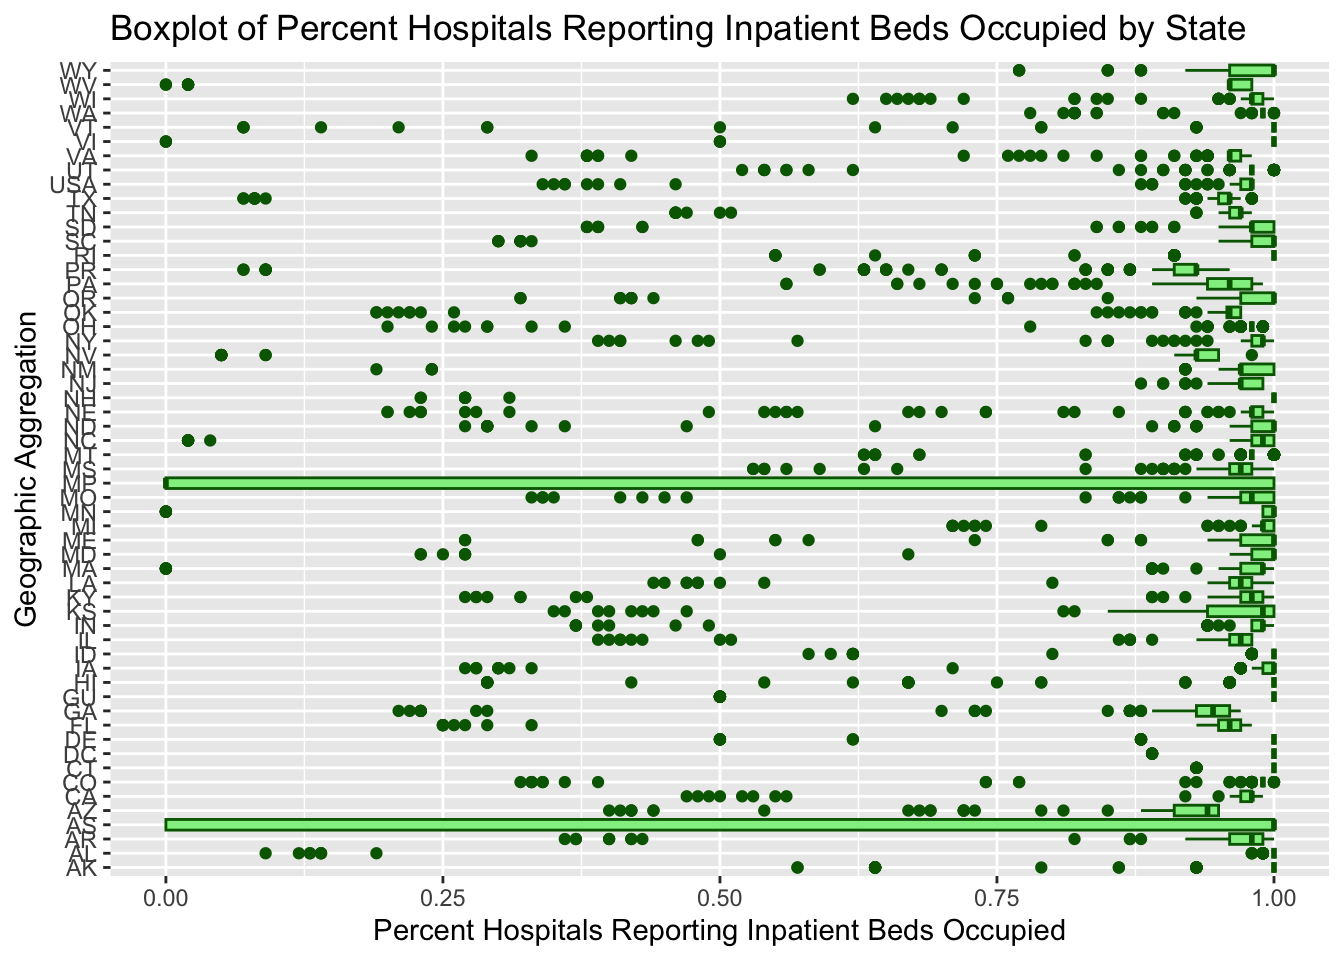 Boxplot of Percent Hospitals Reporting Inpatient Beds Occupied by State
Geographic Aggregation
WY
WV
WI
WA
VT
VI
VA
UT
USA
TX
TN
SD
SC
RI
PR
PA
OR
OK
OH
NY
NV
NM
NJ
NH
NE
ND
NC
MT
MS
MP
MO
MN
MI
ME
MD
MA
LA
KY
KS
IN
IL
ID
IA
HI
GU
GA
FL
DE
DC
CT
CO
CA
AZ
AS
AR
AL
AK
0.00 0.25 0.50 0.75 1.00
Percent Hospitals Reporting Inpatient Beds Occupied